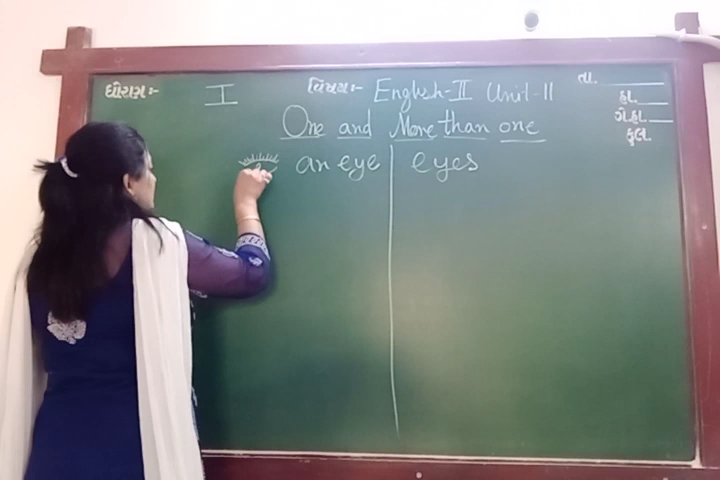 ધોરણ:- I વિષય:- English-II Unit-11 તા.
હા.
ગે.હા.
કુલ.
One and More than one
an eye eyes